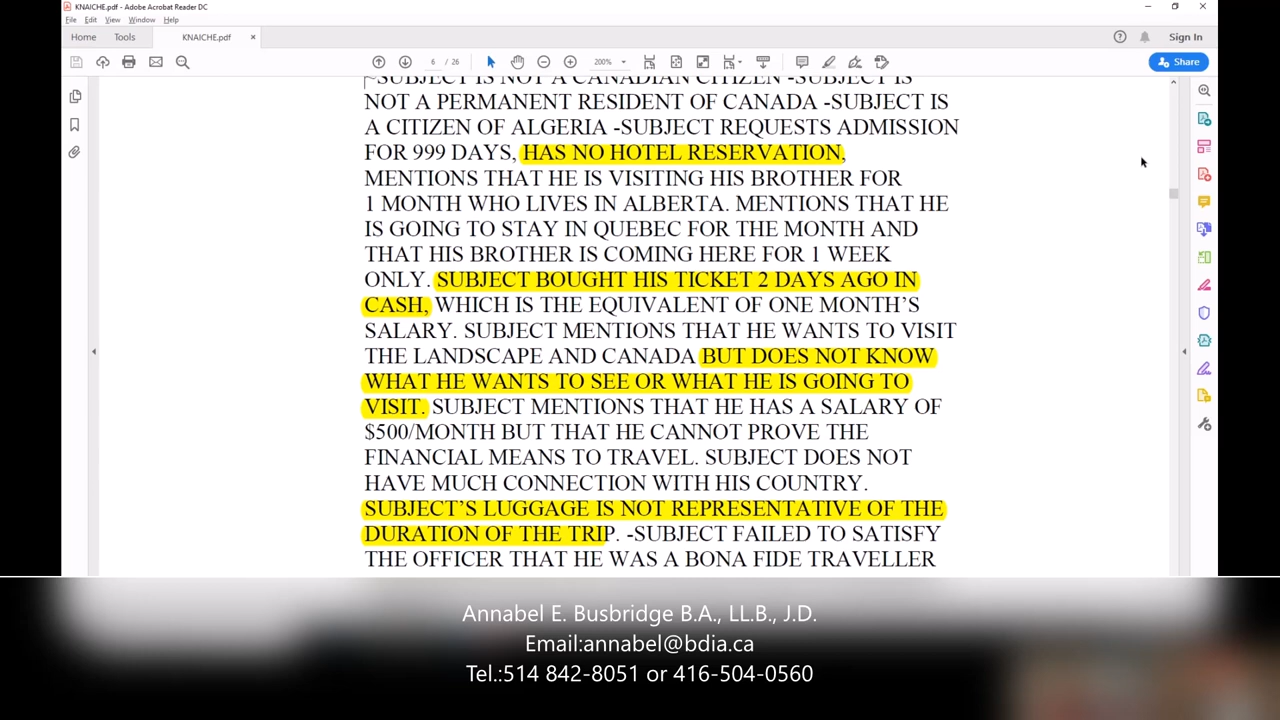 KNAICHE.pdf - Adobe Acrobat Reader DC
File Edit View Window Help
Home Tools KNAICHE.pdf × Sign In
6 / 26 200% Share
~SUBJECT IS NOT A CANADIAN CITIZEN -SUBJECT IS
NOT A PERMANENT RESIDENT OF CANADA -SUBJECT IS
A CITIZEN OF ALGERIA -SUBJECT REQUESTS ADMISSION
FOR 999 DAYS, HAS NO HOTEL RESERVATION,
MENTIONS THAT HE IS VISITING HIS BROTHER FOR
1 MONTH WHO LIVES IN ALBERTA. MENTIONS THAT HE
IS GOING TO STAY IN QUEBEC FOR THE MONTH AND
THAT HIS BROTHER IS COMING HERE FOR 1 WEEK
ONLY. SUBJECT BOUGHT HIS TICKET 2 DAYS AGO IN
CASH, WHICH IS THE EQUIVALENT OF ONE MONTH’S
SALARY. SUBJECT MENTIONS THAT HE WANTS TO VISIT
THE LANDSCAPE AND CANADA BUT DOES NOT KNOW
WHAT HE WANTS TO SEE OR WHAT HE IS GOING TO
VISIT. SUBJECT MENTIONS THAT HE HAS A SALARY OF
$500/MONTH BUT THAT HE CANNOT PROVE THE
FINANCIAL MEANS TO TRAVEL. SUBJECT DOES NOT
HAVE MUCH CONNECTION WITH HIS COUNTRY.
SUBJECT’S LUGGAGE IS NOT REPRESENTATIVE OF THE
DURATION OF THE TRIP. -SUBJECT FAILED TO SATISFY
THE OFFICER THAT HE WAS A BONA FIDE TRAVELLER
Annabel E. Busbridge B.A., LL.B., J.D.
Email:annabel@bdia.ca
Tel.:514 842-8051 or 416-504-0560